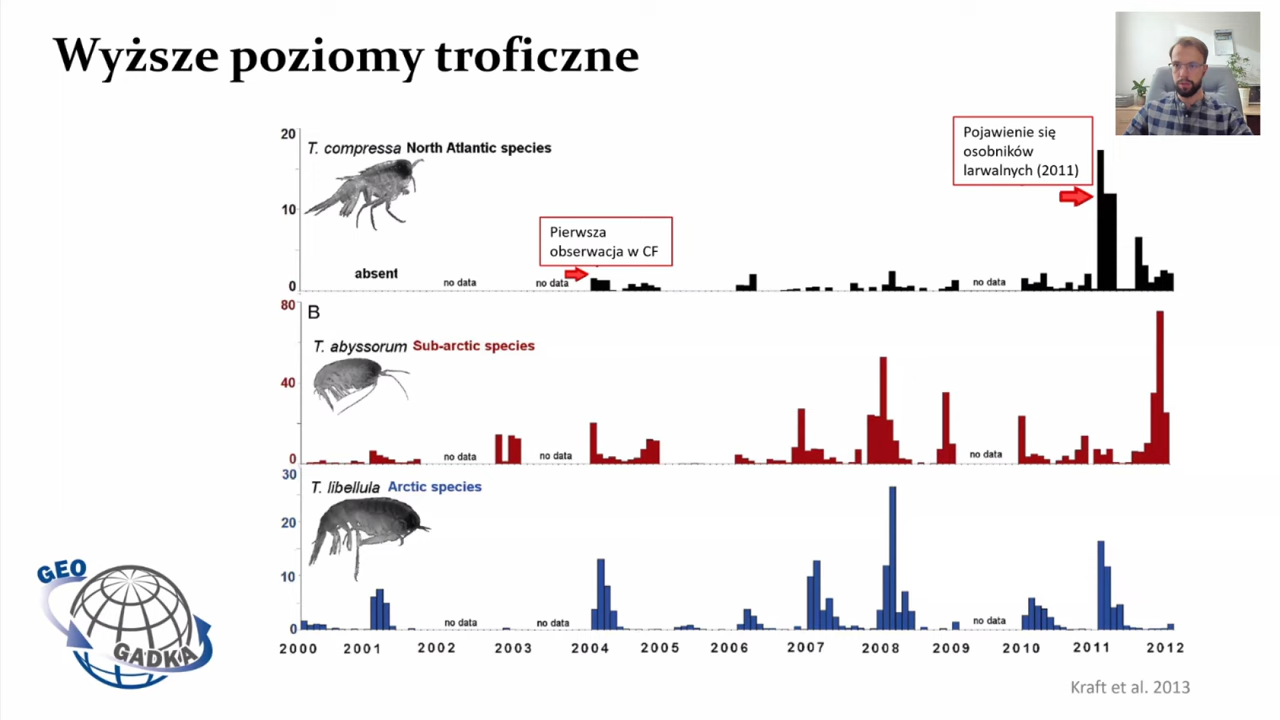 Wyższe poziomy troficzne
20
10
0
T. compressa North Atlantic species
absent
no data
no data
no data
Pierwsza
obserwacja w CF
Pojawienie się
osobników
larwalnych (2011)
80
40
0
B
T. abyssorum Sub-arctic species
no data
no data
no data
30
20
10
0
T. libellula Arctic species
no data
no data
no data
2000 2001 2002 2003 2004 2005 2006 2007 2008 2009 2010 2011 2012
GEO
GADKA
Kraft et al. 2013